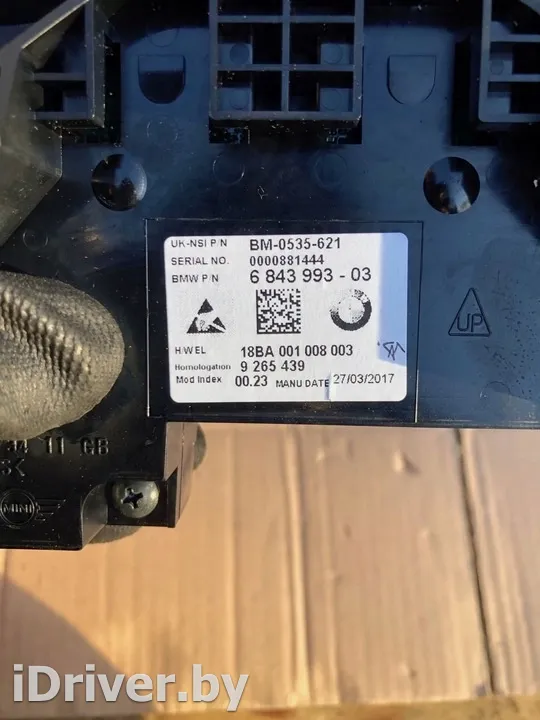 UK-NSI P/N BM-0535-621
SERIAL NO. 0000881444
BMW P/N 6 843 993 - 03
H/W EL 18BA 001 008 003
Homologation 9 265 439
Mod Index 00.23 MANU DATE 27/03/2017
UP
11 GB
MINI
iDriver.by